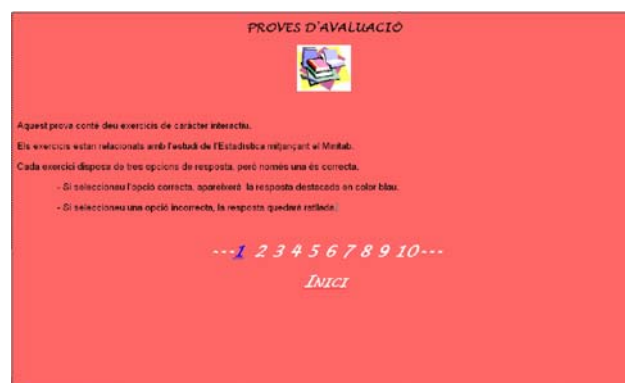 PROVES D'AVALUACIÓ
Aquest prova conté deu exercicis de caràcter interactiu.
Els exercicis estan relacionats amb l'estudi de l'Estadística mitjançant el Minitab.
Cada exercici disposa de tres opcions de resposta, però només una és correcta.
- Si seleccioneu l'opció correcta, apareixerà la resposta destacada en color blau.
- Si seleccioneu una opció incorrecta, la resposta quedarà ratllada.
---1 2 3 4 5 6 7 8 9 10---
INICI